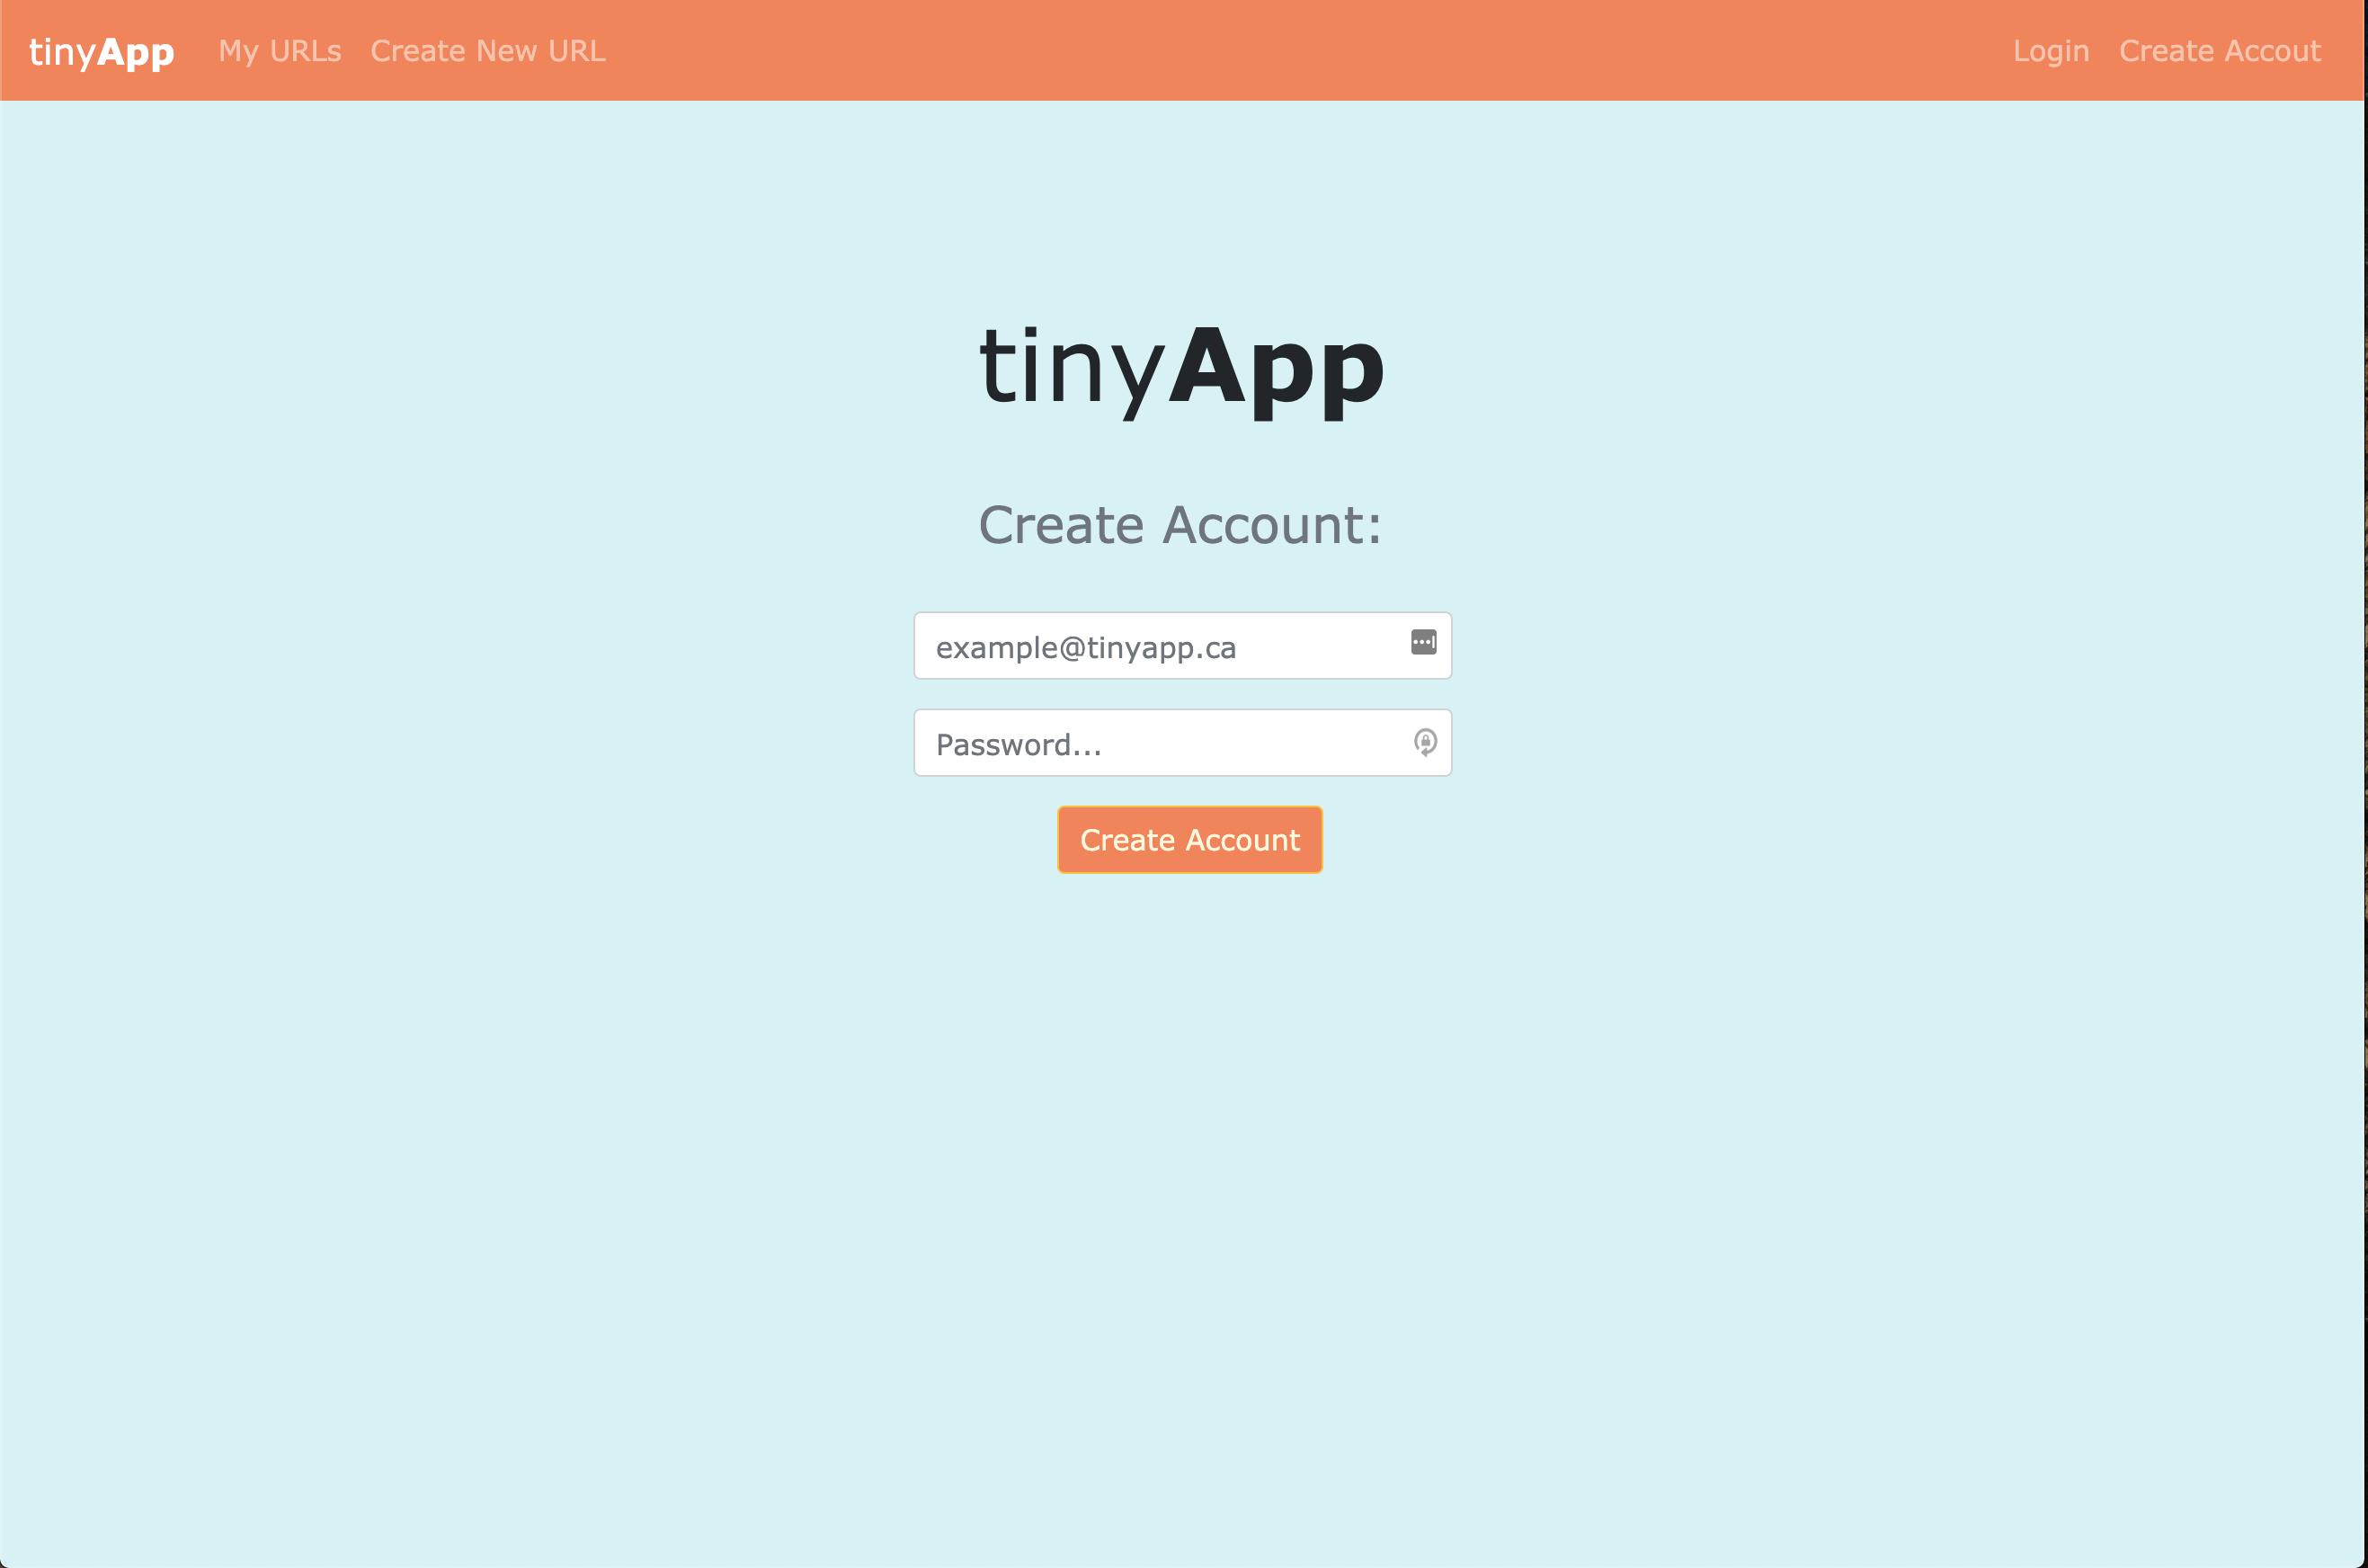 tinyApp My URLs Create New URL Login Create Accout
tinyApp
Create Account:
example@tinyapp.ca
Password...
Create Account